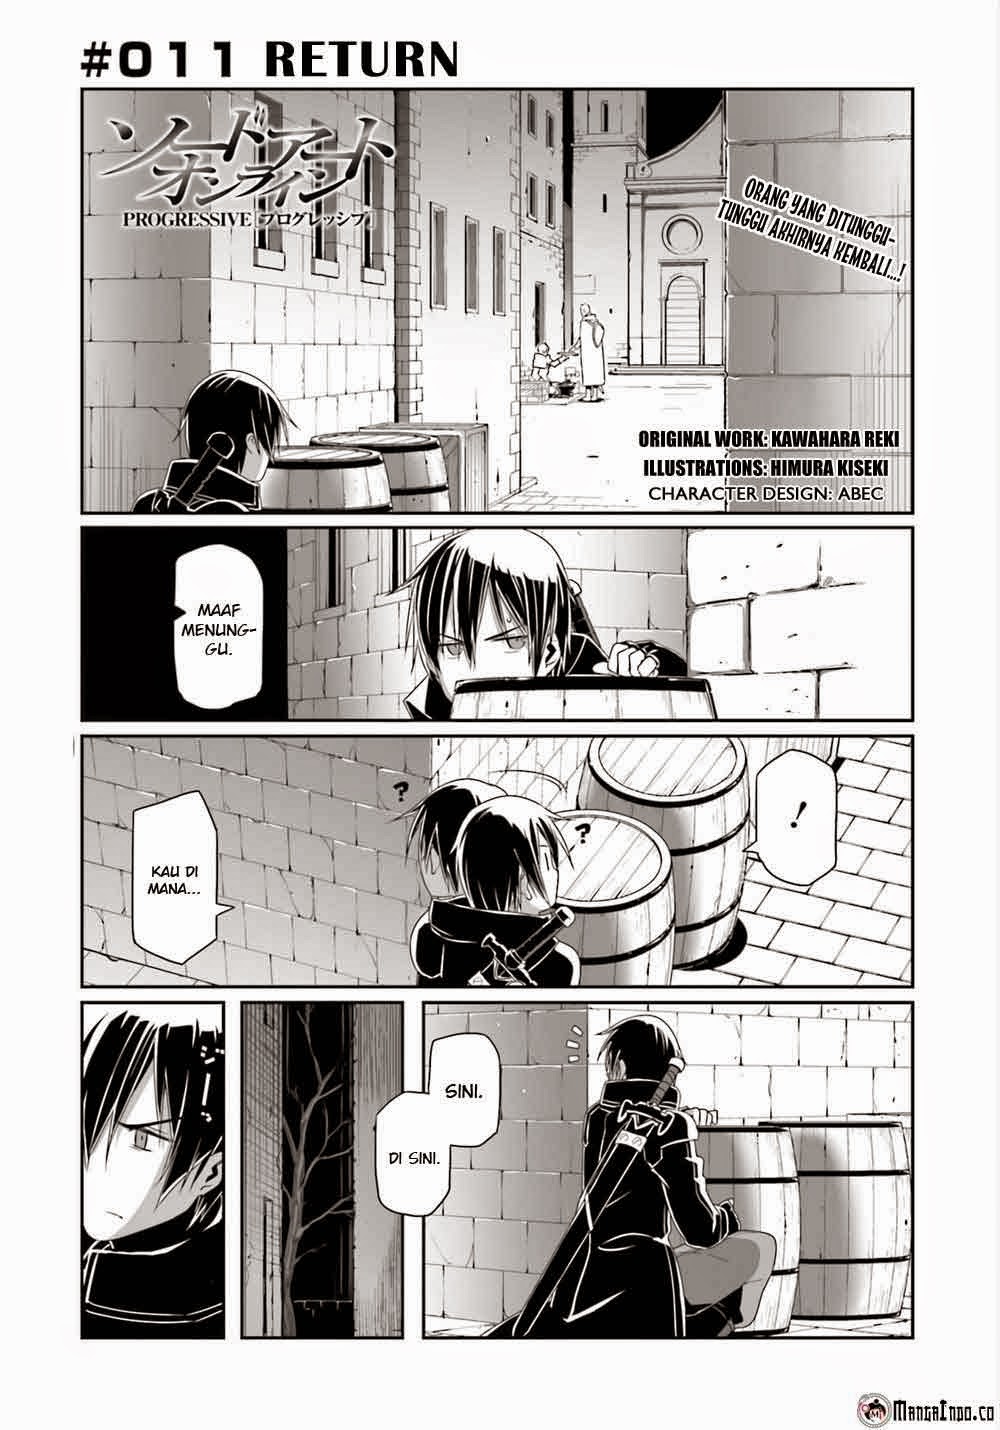 #011 RETURN
ソードアート
オンライン
PROGRESSIVE「プログレッシブ」
ORANG YANG DITUNGGU-
TUNGGU AKHIRNYA KEMBALI...!
ORIGINAL WORK: KAWAHARA REKI
ILLUSTRATIONS: HIMURA KISEKI
CHARACTER DESIGN: ABEC
MAAF
MENUNG-
GU.
!
?
?
KAU DI
MANA...
SINI.
DI SINI.
MANGAINDO.CO